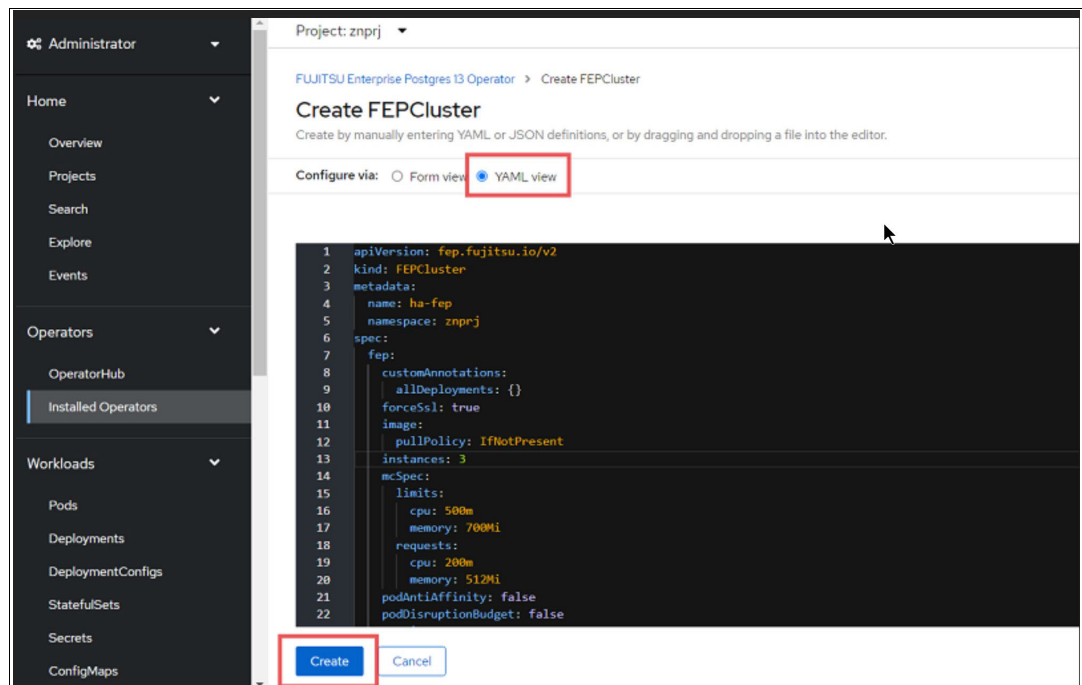 Administrator
Home
Overview
Projects
Search
Explore
Events
Operators
OperatorHub
Installed Operators
Workloads
Pods
Deployments
DeploymentConfigs
StatefulSets
Secrets
ConfigMaps
Project: znprj
FUJITSU Enterprise Postgres 13 Operator > Create FEPCluster
Create FEPCluster
Create by manually entering YAML or JSON definitions, or by dragging and dropping a file into the editor.
Configure via: Form view YAML view
1 apiVersion: fep.fujitsu.io/v2
2 kind: FEPCluster
3 metadata:
4 name: ha-fep
5 namespace: znprj
6 spec:
7 fep:
8 customAnnotations:
9 allDeployments: {}
10 forceSsl: true
11 image:
12 pullPolicy: IfNotPresent
13 instances: 3
14 mcSpec:
15 limits:
16 cpu: 500m
17 memory: 700Mi
18 requests:
19 cpu: 200m
20 memory: 512Mi
21 podAntiAffinity: false
22 podDisruptionBudget: false
Create Cancel